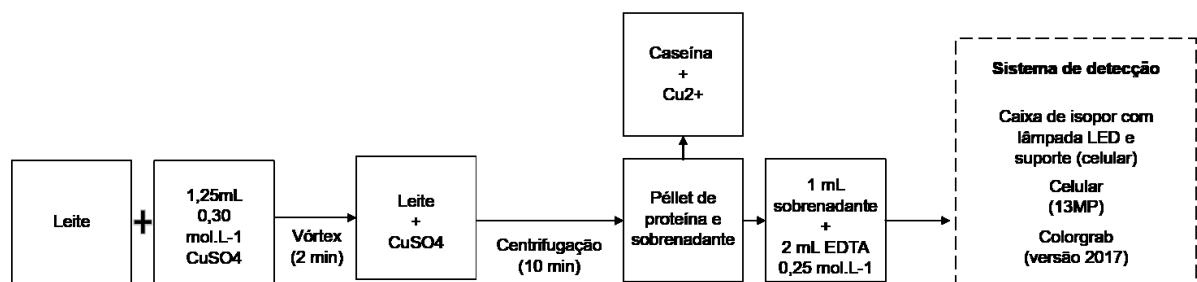 Leite
+
1,25mL
0,30
mol.L-1
CuSO4
Vórtex
(2 min)
Leite
+
CuSO4
Centrifugação
(10 min)
Caseína
+
Cu2+
Péllet de
proteína e
sobrenadante
1 mL
sobrenadante
+
2 mL EDTA
0,25 mol.L-1
Sistema de detecção
Caixa de isopor com
lâmpada LED e
suporte (celular)
Celular
(13MP)
Colorgrab
(versão 2017)